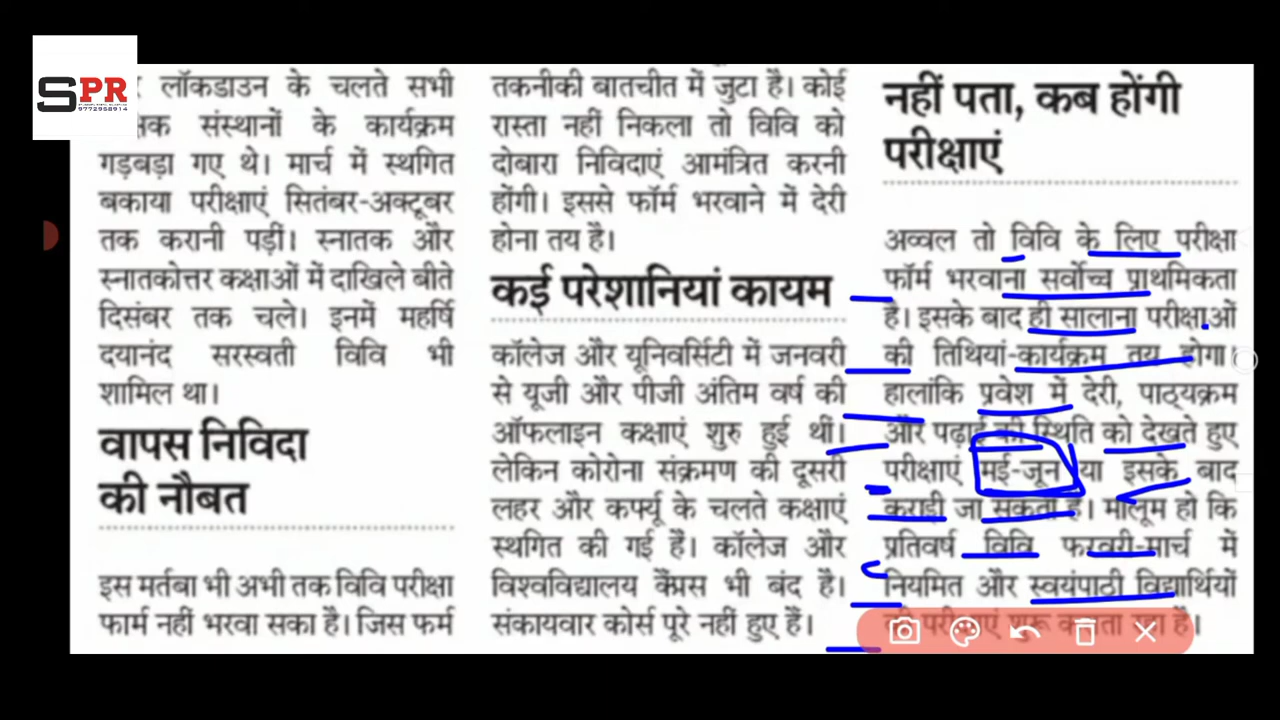 SPR
9772958914
लॉकडाउन के चलते सभी
संस्थानों के कार्यक्रम
गड़बड़ा गए थे। मार्च में स्थगित
बकाया परीक्षाएं सितंबर-अक्टूबर
तक करानी पड़ीं। स्नातक और
स्नातकोत्तर कक्षाओं में दाखिले बीते
दिसंबर तक चले। इनमें महर्षि
दयानंद सरस्वती विवि भी
शामिल था।
वापस निविदा
की नौबत
इस मर्तबा भी अभी तक विवि परीक्षा
फार्म नहीं भरवा सका है। जिस फर्म
तकनीकी बातचीत में जुटा है। कोई
रास्ता नहीं निकला तो विवि को
दोबारा निविदाएं आमंत्रित करनी
होंगी। इससे फॉर्म भरवाने में देरी
होना तय है।
कई परेशानियां कायम
कॉलेज और यूनिवर्सिटी में जनवरी
से यूजी और पीजी अंतिम वर्ष की
ऑफलाइन कक्षाएं शुरु हुई थीं।
लेकिन कोरोना संक्रमण की दूसरी
लहर और कर्फ्यू के चलते कक्षाएं
स्थगित की गई हैं। कॉलेज और
विश्वविद्यालय कैंपस भी बंद है।
संकायवार कोर्स पूरे नहीं हुए हैं।
नहीं पता, कब होंगी
परीक्षाएं
अव्वल तो विवि के लिए परीक्षा
फॉर्म भरवाना सर्वोच्च प्राथमिकता
है। इसके बाद ही सालाना परीक्षाओं
की तिथियां-कार्यक्रम तय होगा।
हालांकि प्रवेश में देरी, पाठ्यक्रम
और पढ़ाई की स्थिति को देखते हुए
परीक्षाएं मई-जून या इसके बाद
कराई जा सकती है। मालूम हो कि
प्रतिवर्ष विवि फरवरी-मार्च में
नियमित और स्वयंपाठी विद्यार्थियों
की परीक्षाएं शुरू है।